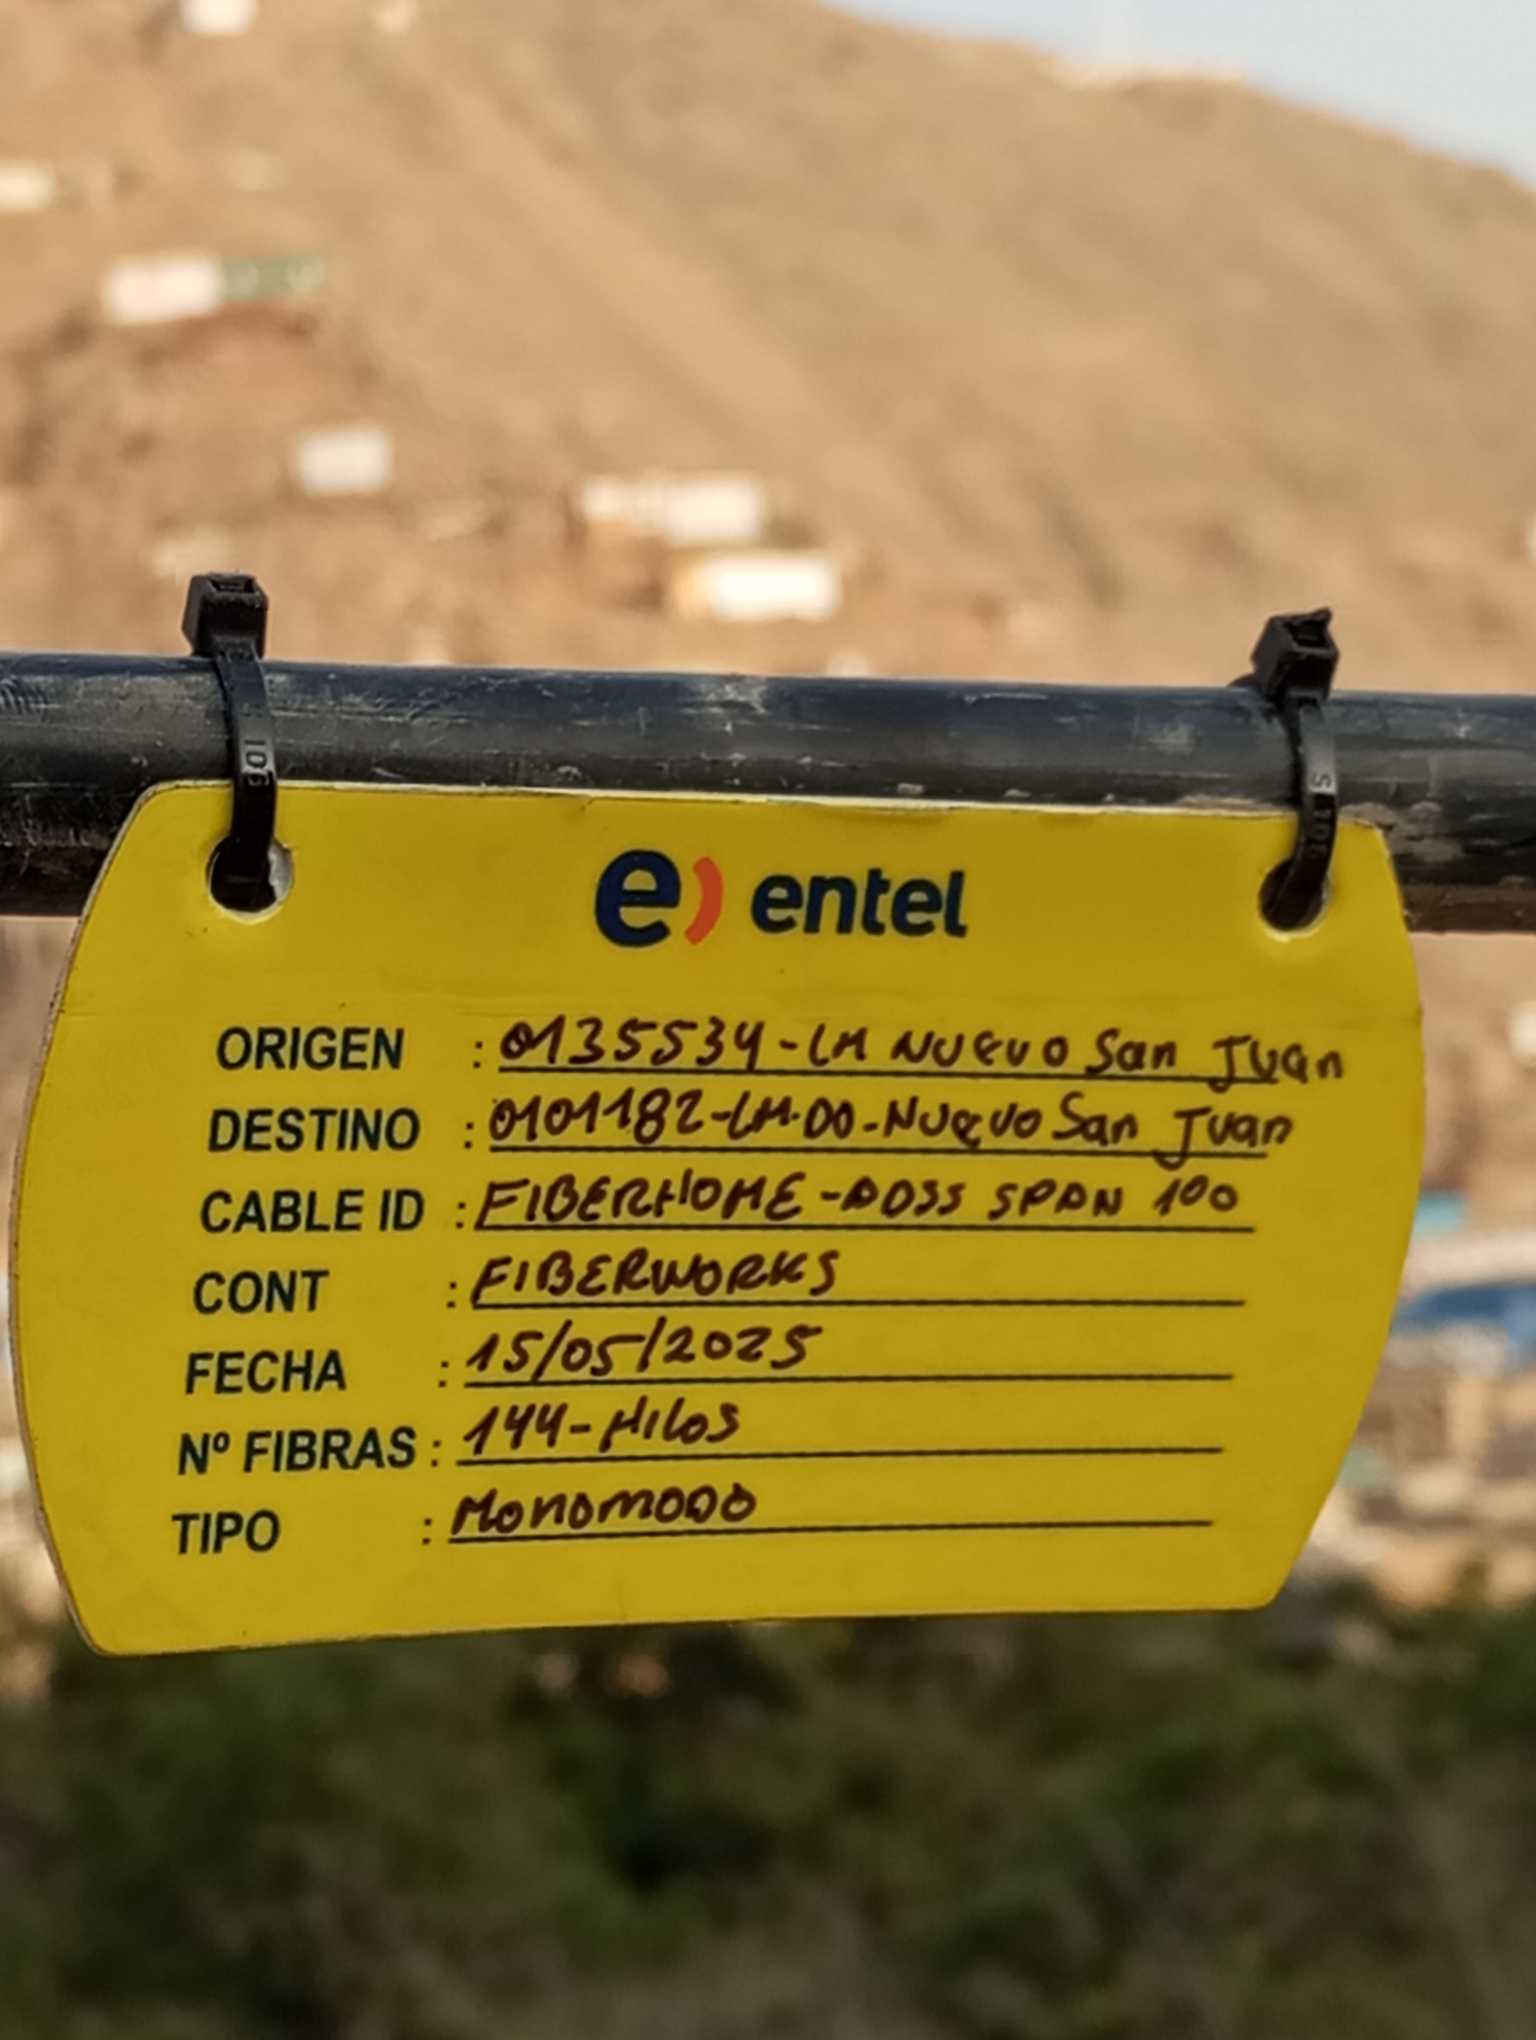 e) entel
ORIGEN : 0135534-LM NUEVO San Juan
DESTINO : 0101182-LM-DO-NUEVO San Juan
CABLE ID : FIBERHOME-ADSS SPAN 100
CONT : FIBERWORKS
FECHA : 15/05/2025
Nº FIBRAS : 144-HILOS
TIPO : MONOMODO